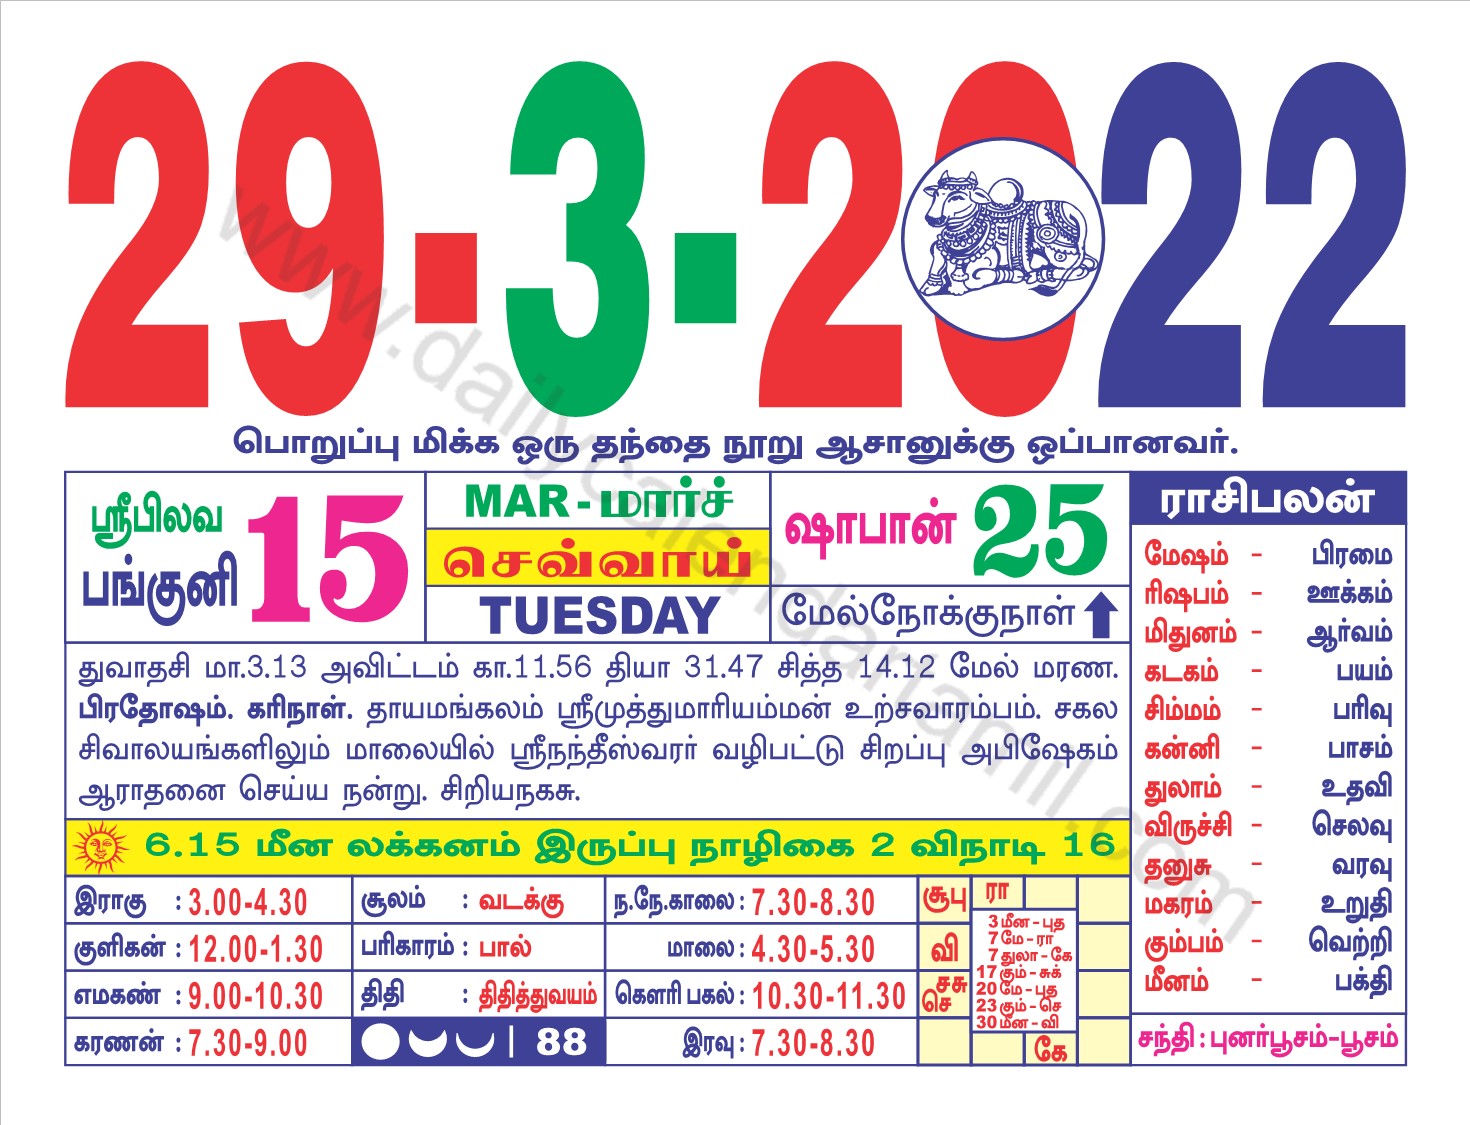 29-3-2022
பொறுப்பு மிக்க ஒரு தந்தை நூறு ஆசானுக்கு ஒப்பானவர்.
ஸ்ரீபிலவ
பங்குனி 15
MAR - மார்ச்
செவ்வாய்
TUESDAY
ஷாபான் 25
மேல்நோக்குநாள்
துவாதசி மா.3.13 அவிட்டம் கா.11.56 தியா 31.47 சித்த 14.12 மேல் மரண.
பிரதோஷம். கரிநாள். தாயமங்கலம் ஸ்ரீமுத்துமாரியம்மன் உற்சவாரம்பம். சகல
சிவாலயங்களிலும் மாலையில் ஸ்ரீநந்தீஸ்வரர் வழிபட்டு சிறப்பு அபிஷேகம்
ஆராதனை செய்ய நன்று. சிறியநகசு.
6.15 மீன லக்கனம் இருப்பு நாழிகை 2 விநாடி 16
இராகு : 3.00-4.30
குளிகன் : 12.00-1.30
எமகண் : 9.00-10.30
கரணன் : 7.30-9.00
சூலம் : வடக்கு
பரிகாரம் : பால்
திதி : திதித்துவயம்
88
ந.நே.காலை : 7.30-8.30
மாலை : 4.30-5.30
கௌரி பகல் : 10.30-11.30
இரவு : 7.30-8.30
சூபு
ரா
வி
சசு
செ
கே
3 மீன - புத
7 மே - ரா
7 துலா - கே
17 கும் - சுக்
20 மே - புத
23 கும் - செ
30 மீன - வி
ராசிபலன்
மேஷம் - பிரமை
ரிஷபம் - ஊக்கம்
மிதுனம் - ஆர்வம்
கடகம் - பயம்
சிம்மம் - பரிவு
கன்னி - பாசம்
துலாம் - உதவி
விருச்சி - செலவு
தனுசு - வரவு
மகரம் - உறுதி
கும்பம் - வெற்றி
மீனம் - பக்தி
சந்தி : புனர்பூசம்-பூசம்
www.dailycalendartamil.com